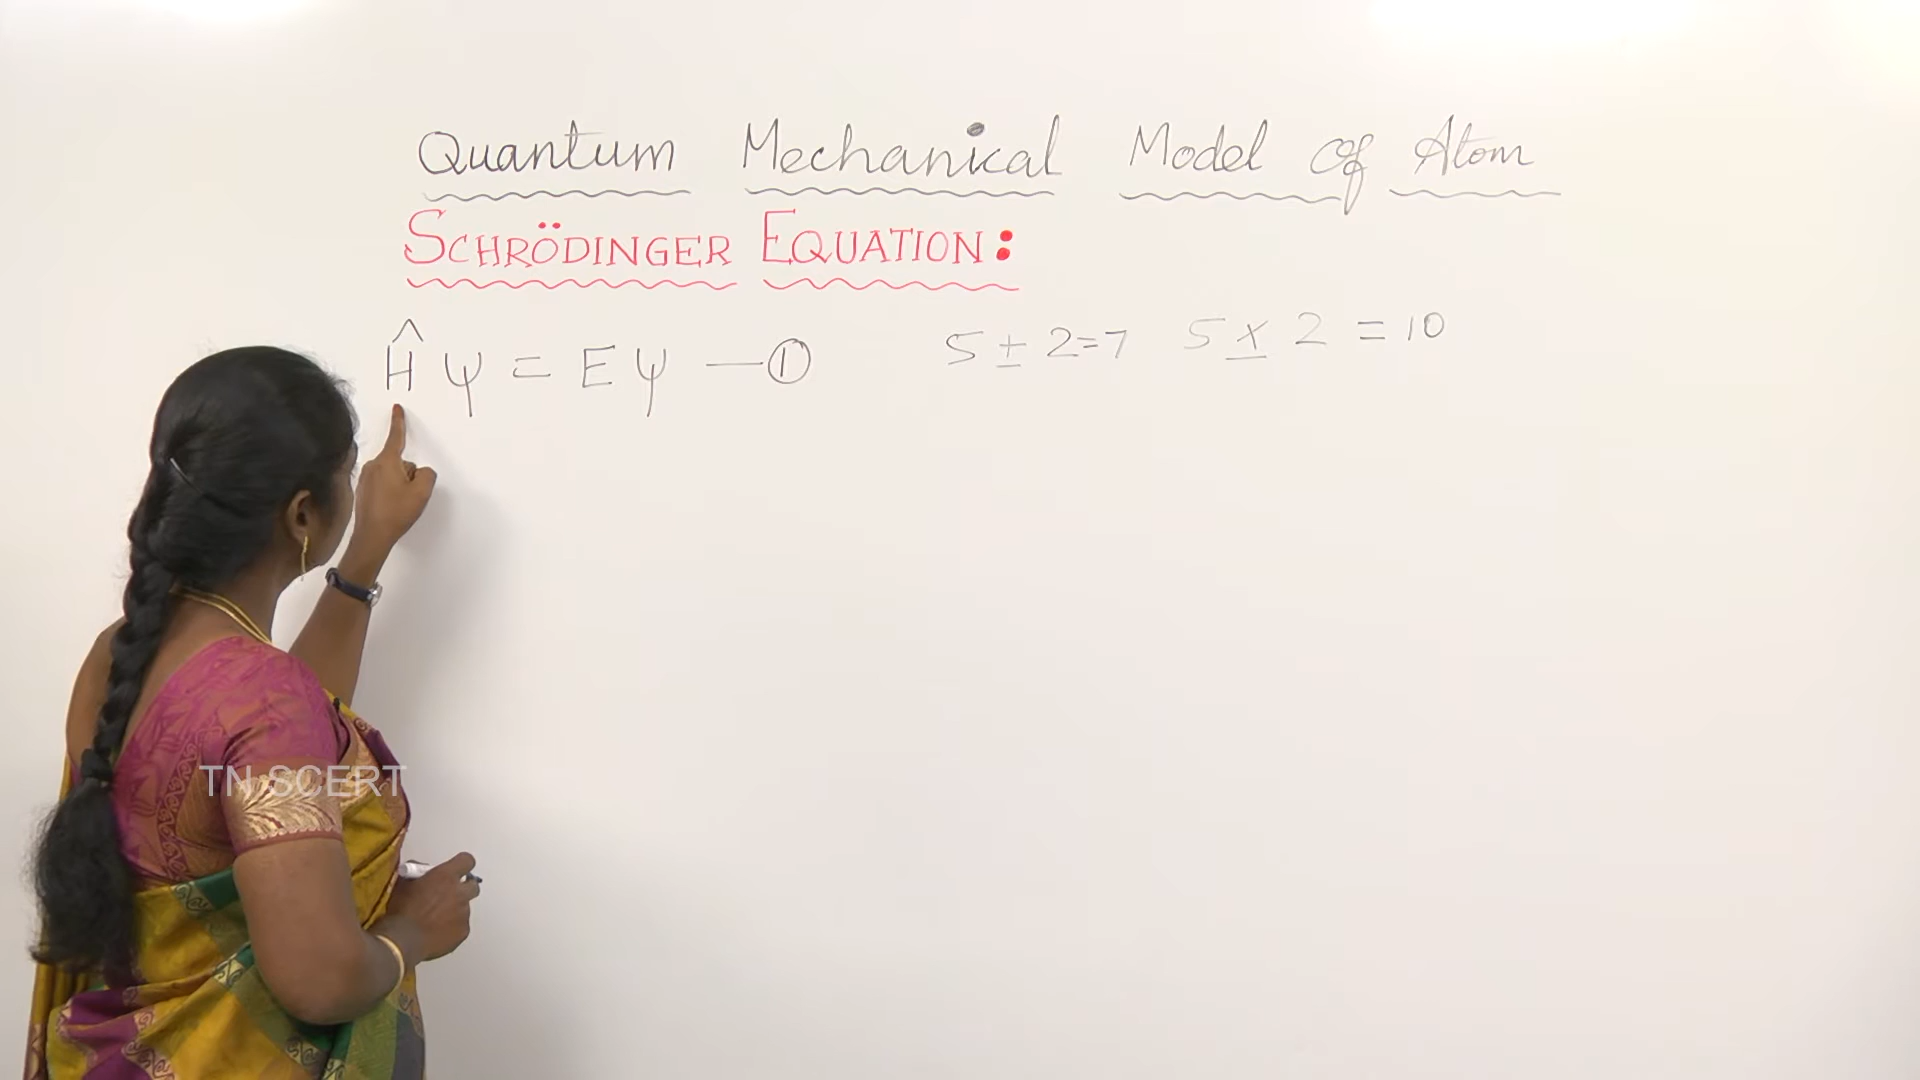 Quantum Mechanical Model Of Atom
SCHRÖDINGER EQUATION:
Ĥψ = Eψ —① 5 + 2=7 5 x 2 = 10
TN SCERT